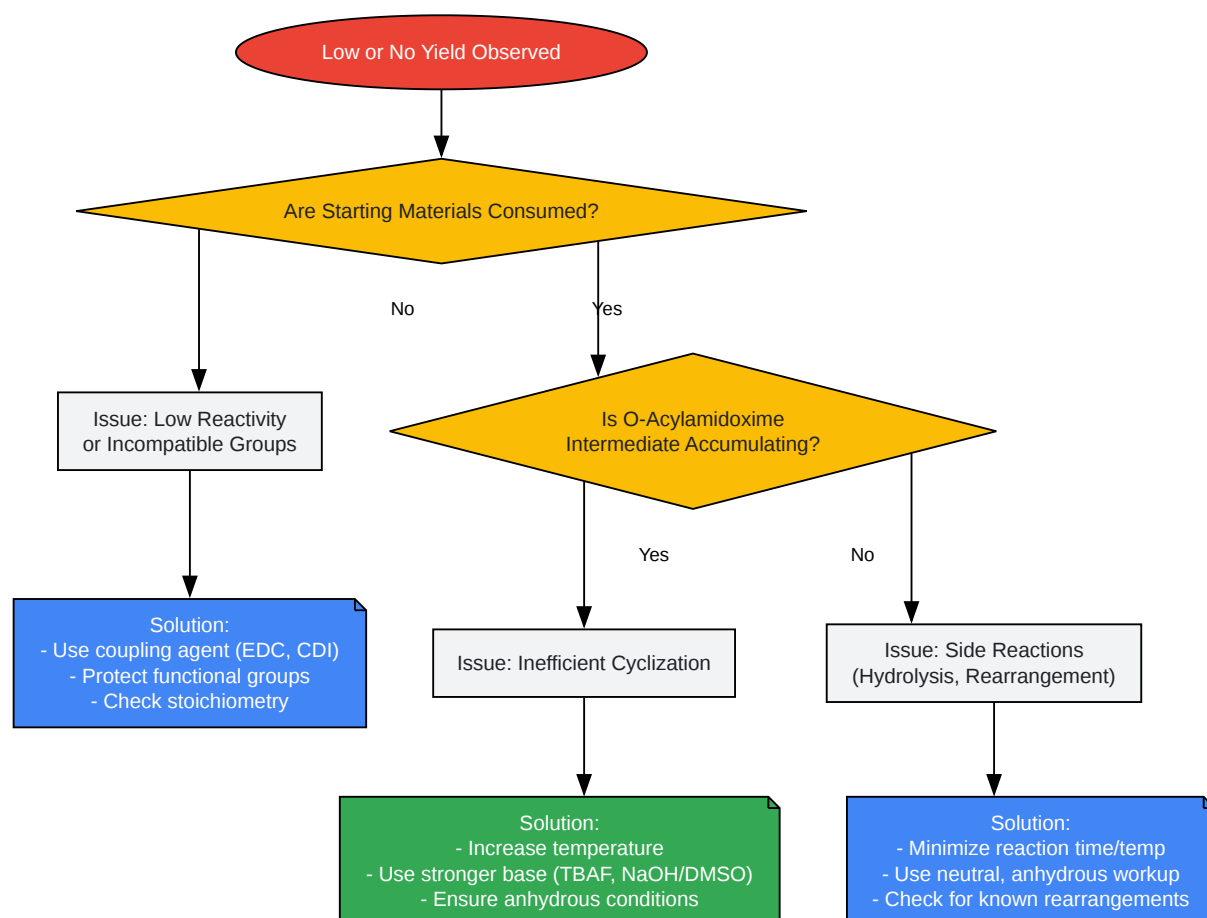 Low or No Yield Observed
Are Starting Materials Consumed?
No
Yes
Issue: Low Reactivity
or Incompatible Groups
Is O-Acylamidoxime
Intermediate Accumulating?
Yes
No
Solution:
- Use coupling agent (EDC, CDI)
- Protect functional groups
- Check stoichiometry
Issue: Inefficient Cyclization
Issue: Side Reactions
(Hydrolysis, Rearrangement)
Solution:
- Increase temperature
- Use stronger base (TBAF, NaOH/DMSO)
- Ensure anhydrous conditions
Solution:
- Minimize reaction time/temp
- Use neutral, anhydrous workup
- Check for known rearrangements